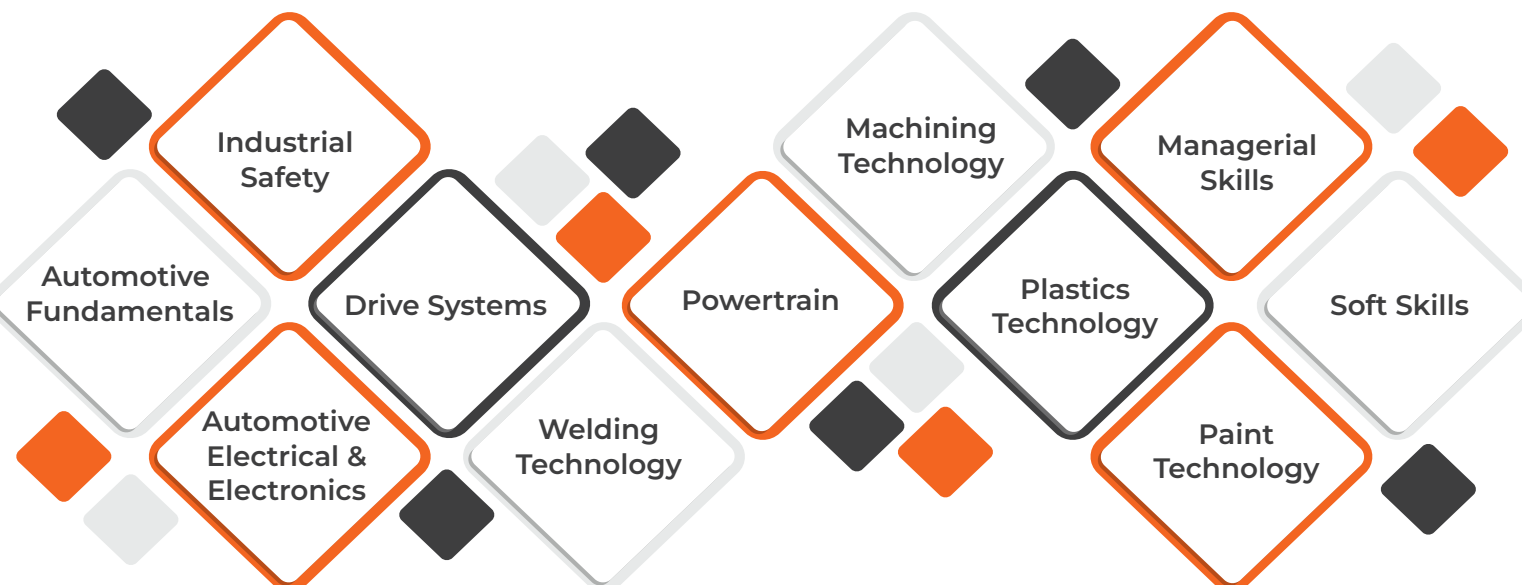 Industrial
Safety
Automotive
Fundamentals
Drive Systems
Automotive
Electrical &
Electronics
Welding
Technology
Powertrain
Machining
Technology
Plastics
Technology
Managerial
Skills
Soft Skills
Paint
Technology